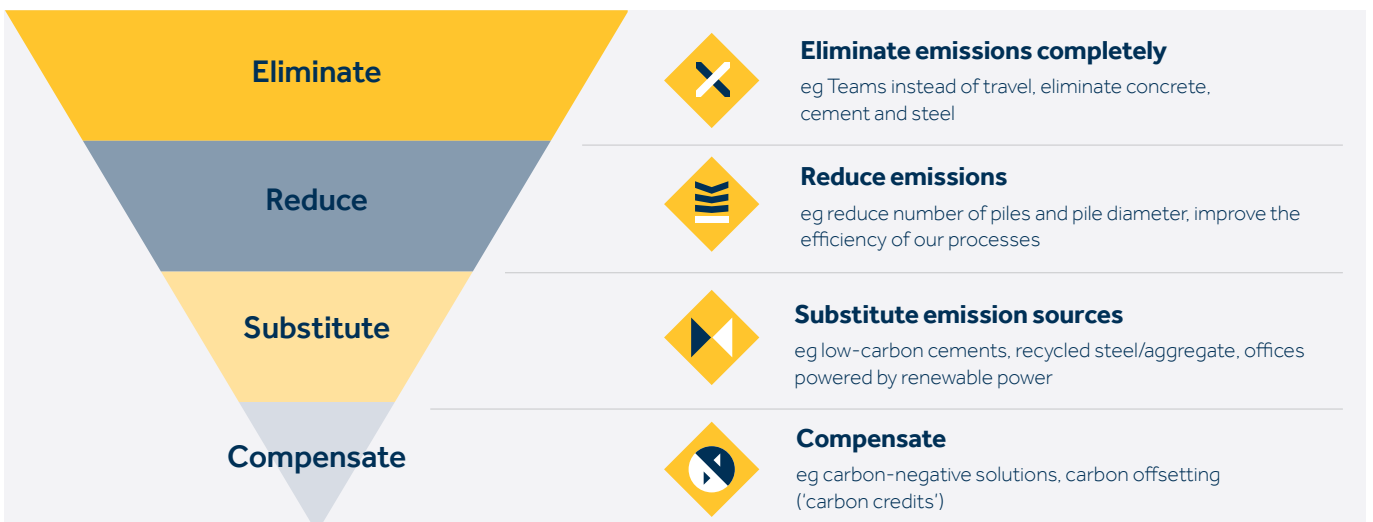 Eliminate
Eliminate emissions completely
eg Teams instead of travel, eliminate concrete,
cement and steel
Reduce
Reduce emissions
eg reduce number of piles and pile diameter, improve the
efficiency of our processes
Substitute
Substitute emission sources
eg low-carbon cements, recycled steel/aggregate, offices
powered by renewable power
Compensate
Compensate
eg carbon-negative solutions, carbon offsetting
(‘carbon credits’)